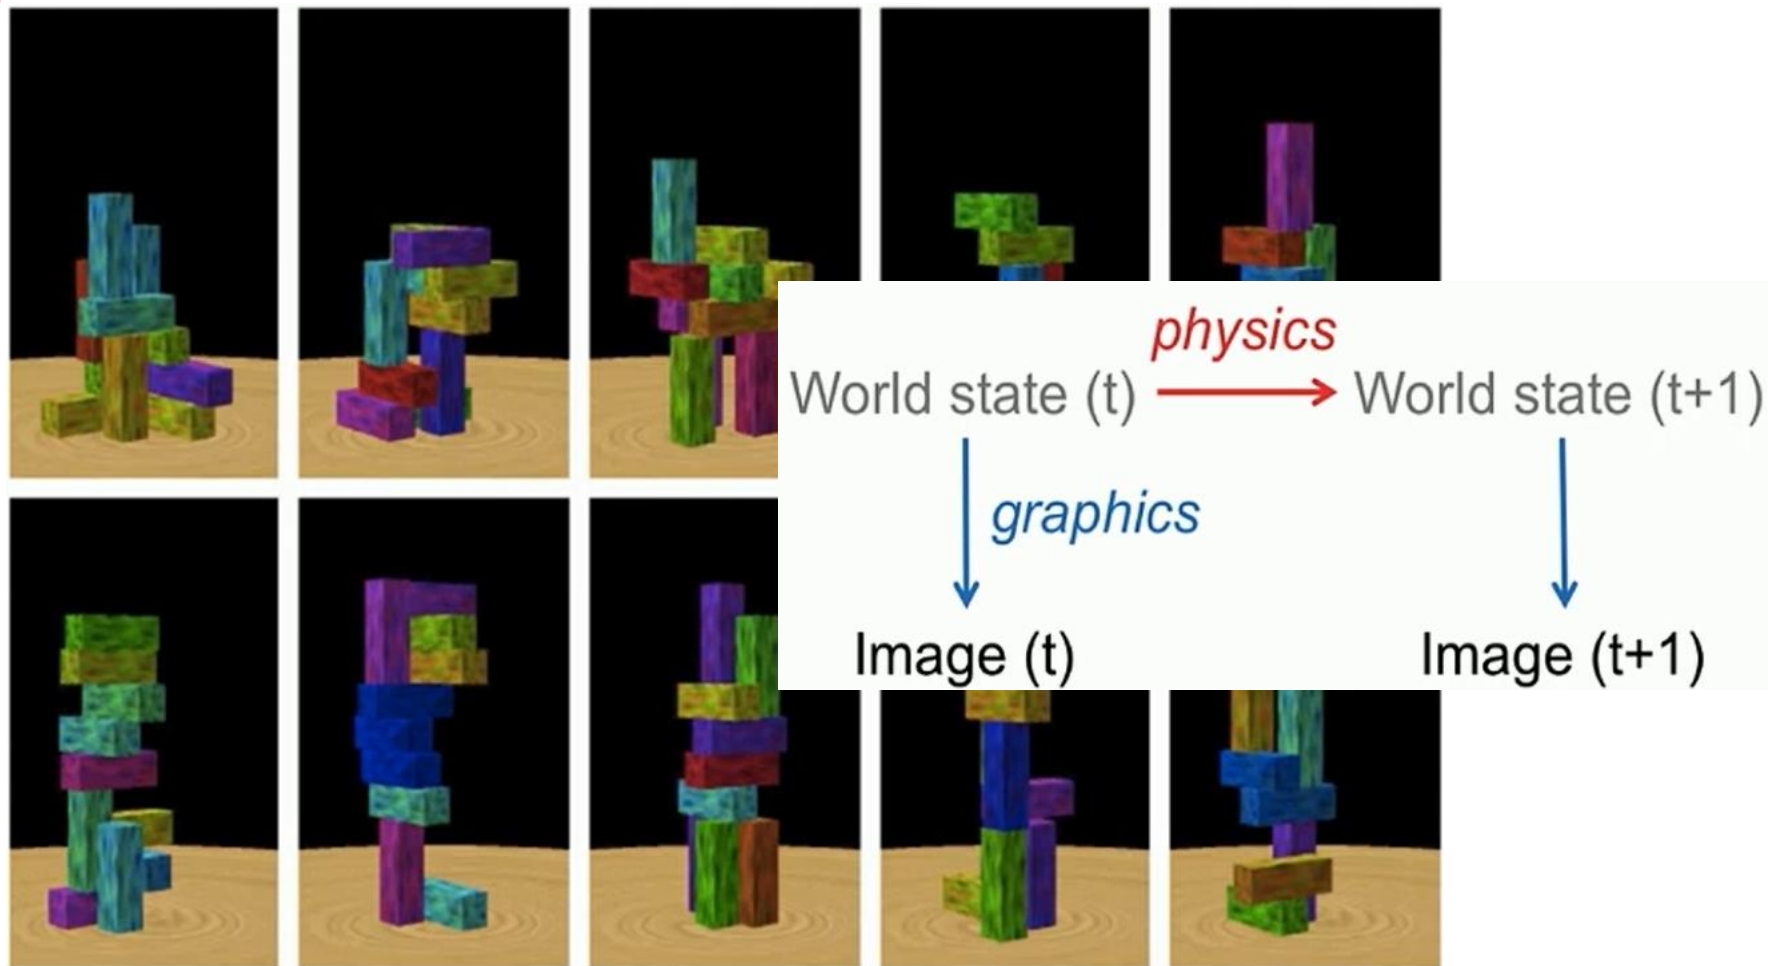 physics
World state (t) World state (t+1)
graphics
Image (t) Image (t+1)